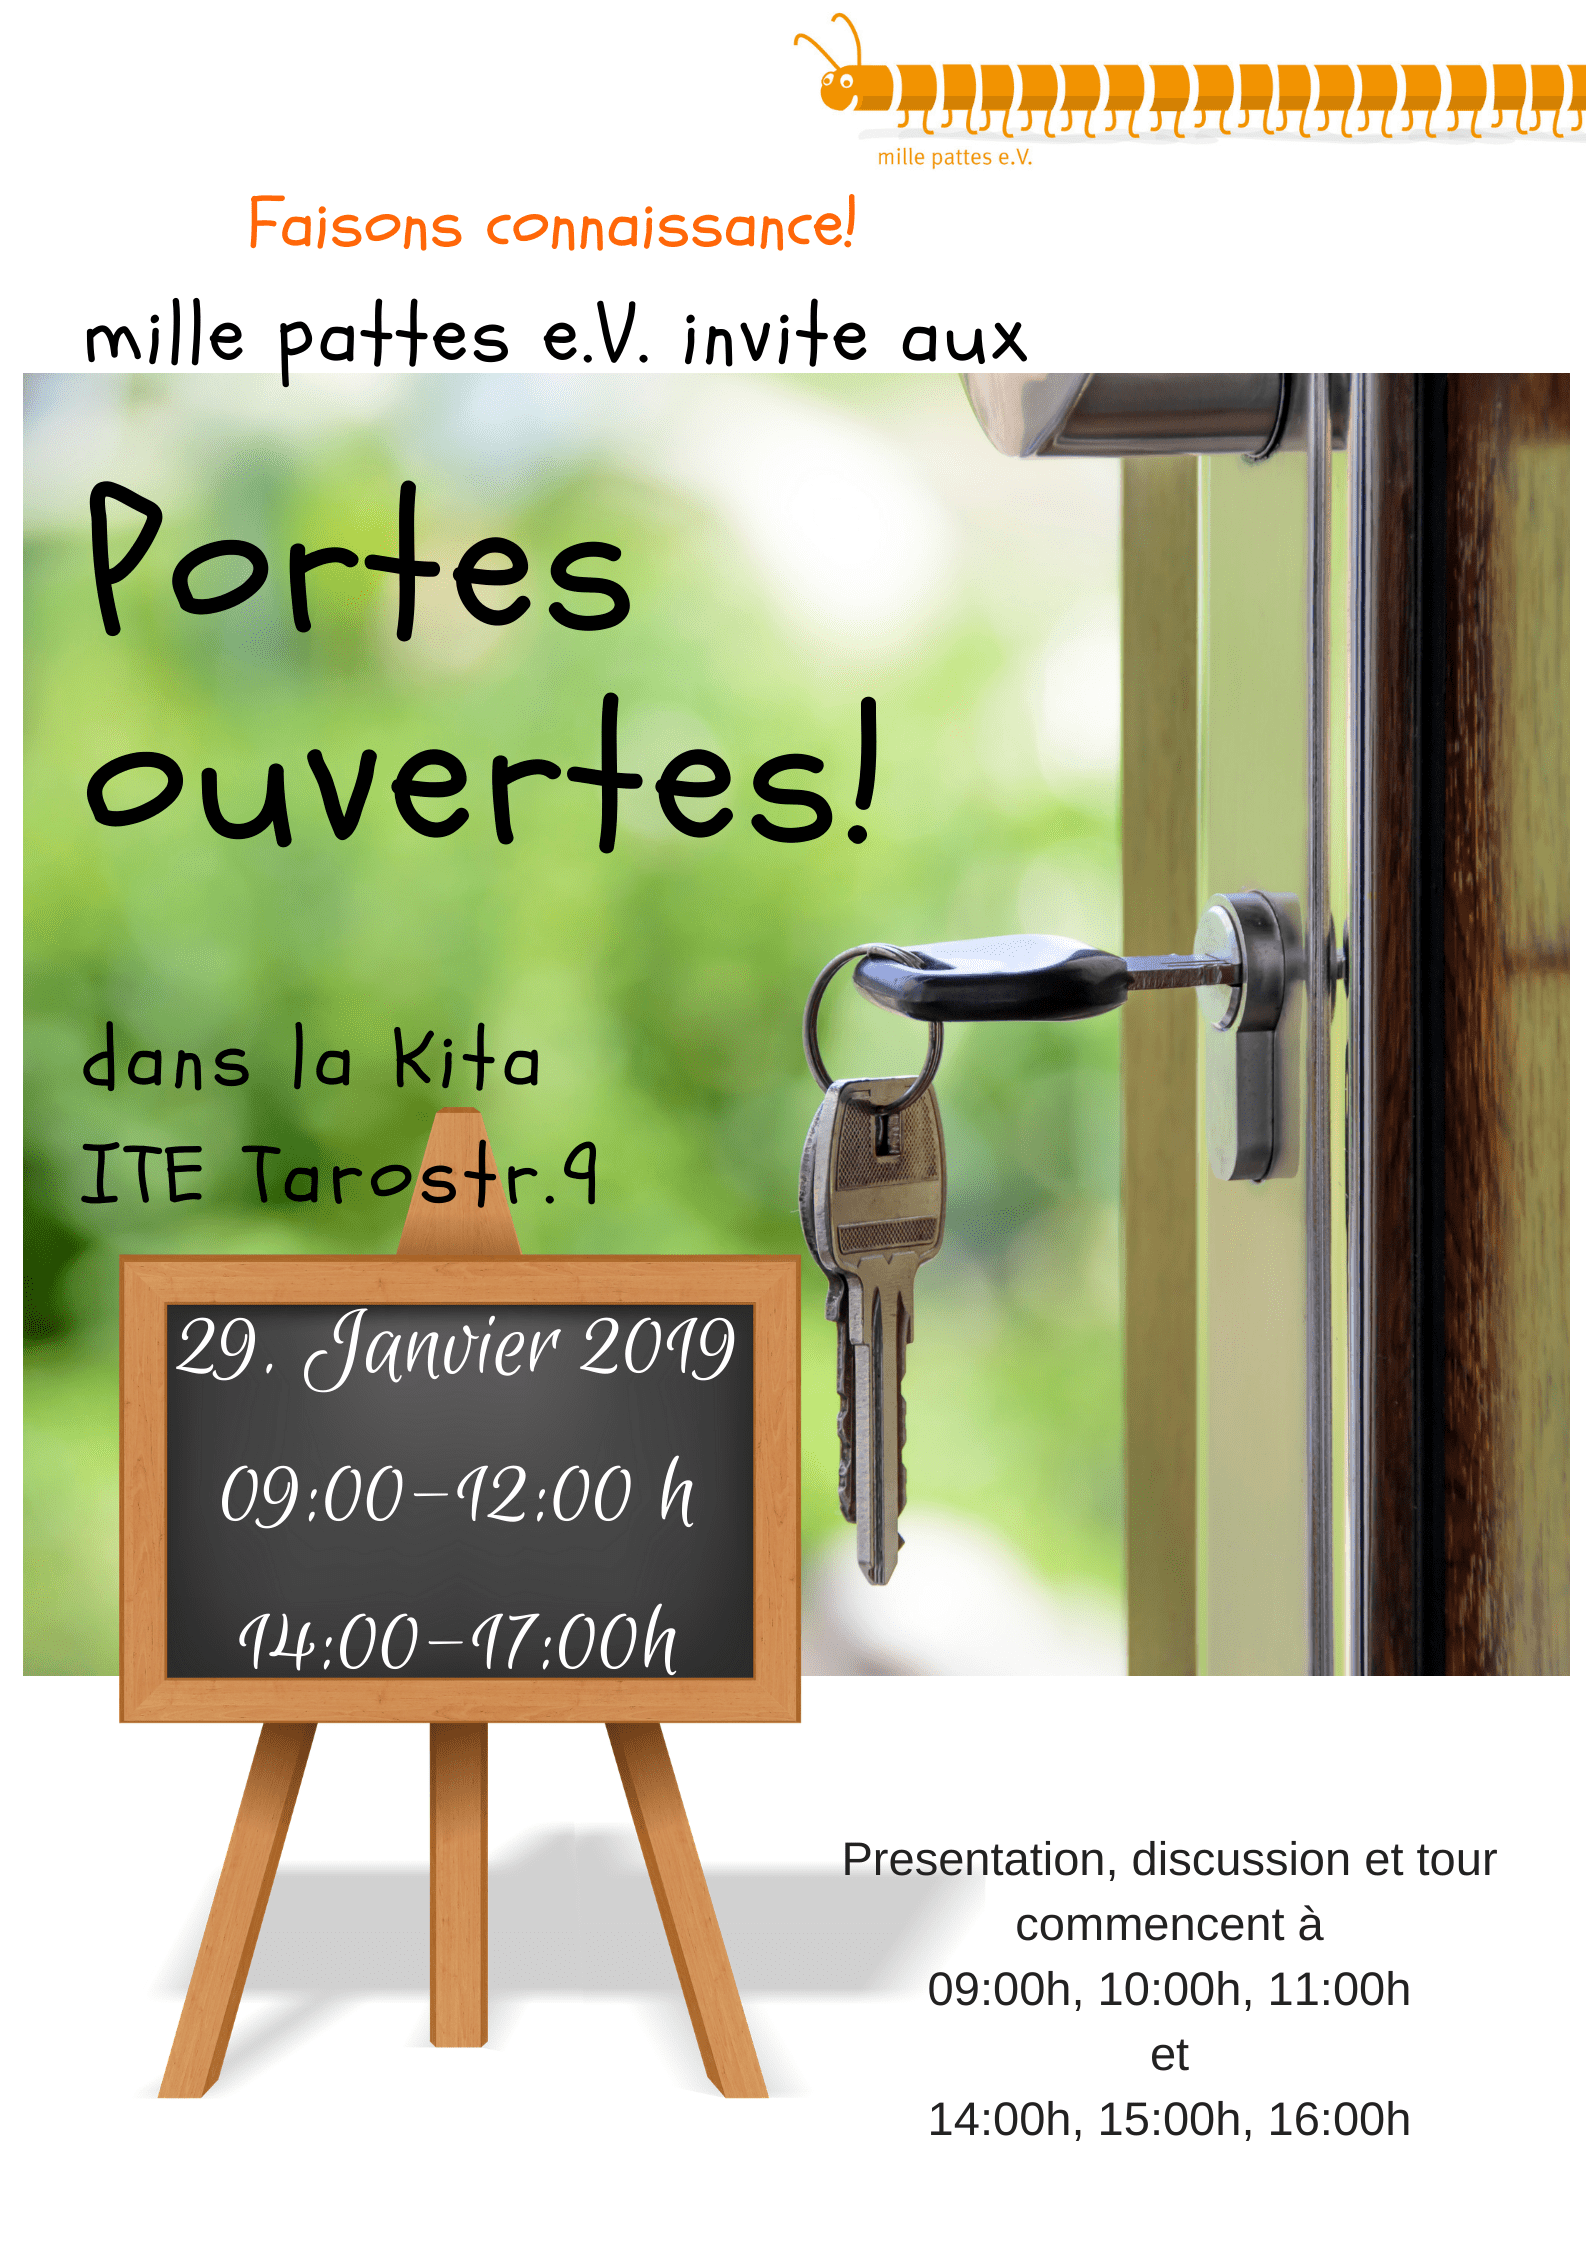 mille pattes e.V.
Faisons connaissance!
mille pattes e.V. invite aux
Portes
ouvertes!
dans la Kita
ITE Tarostr.9
29. Janvier 2019
09:00-12:00 h
14:00-17:00h
Presentation, discussion et tour
commencent à
09:00h, 10:00h, 11:00h
et
14:00h, 15:00h, 16:00h